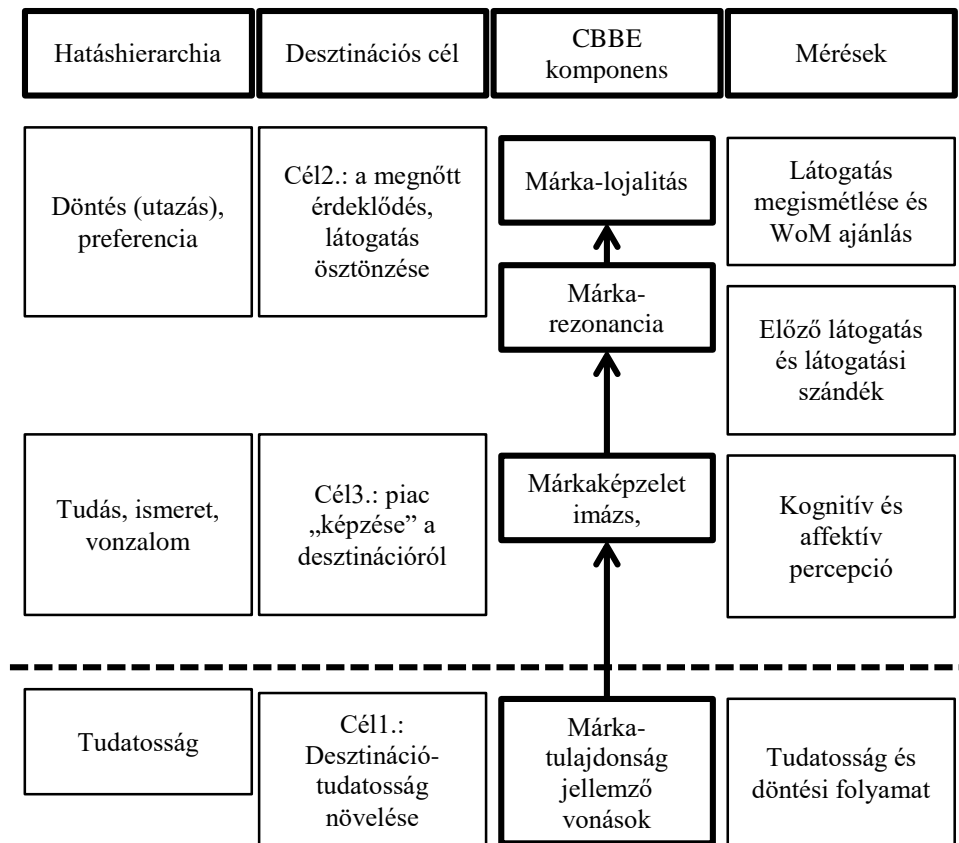 Hatáshierarchia
Desztinációs cél
CBBE
komponens
Mérések
Döntés (utazás),
preferencia
Cél2.: a megnőtt
érdeklődés,
látogatás
ösztönzése
Márka-lojalitás
Látogatás
megismétlése és
WoM ajánlás
Márka-
rezonancia
Előző látogatás
és látogatási
szándék
Tudás, ismeret,
vonzalom
Cél3.: piac
„képzése” a
desztinációról
Márkaképzelet
imázs,
Kognitív és
affektív
percepció
Tudatosság
Cél1.:
Desztináció-
tudatosság
növelése
Márka-
tulajdonság
jellemző
vonások
Tudatosság és
döntési folyamat